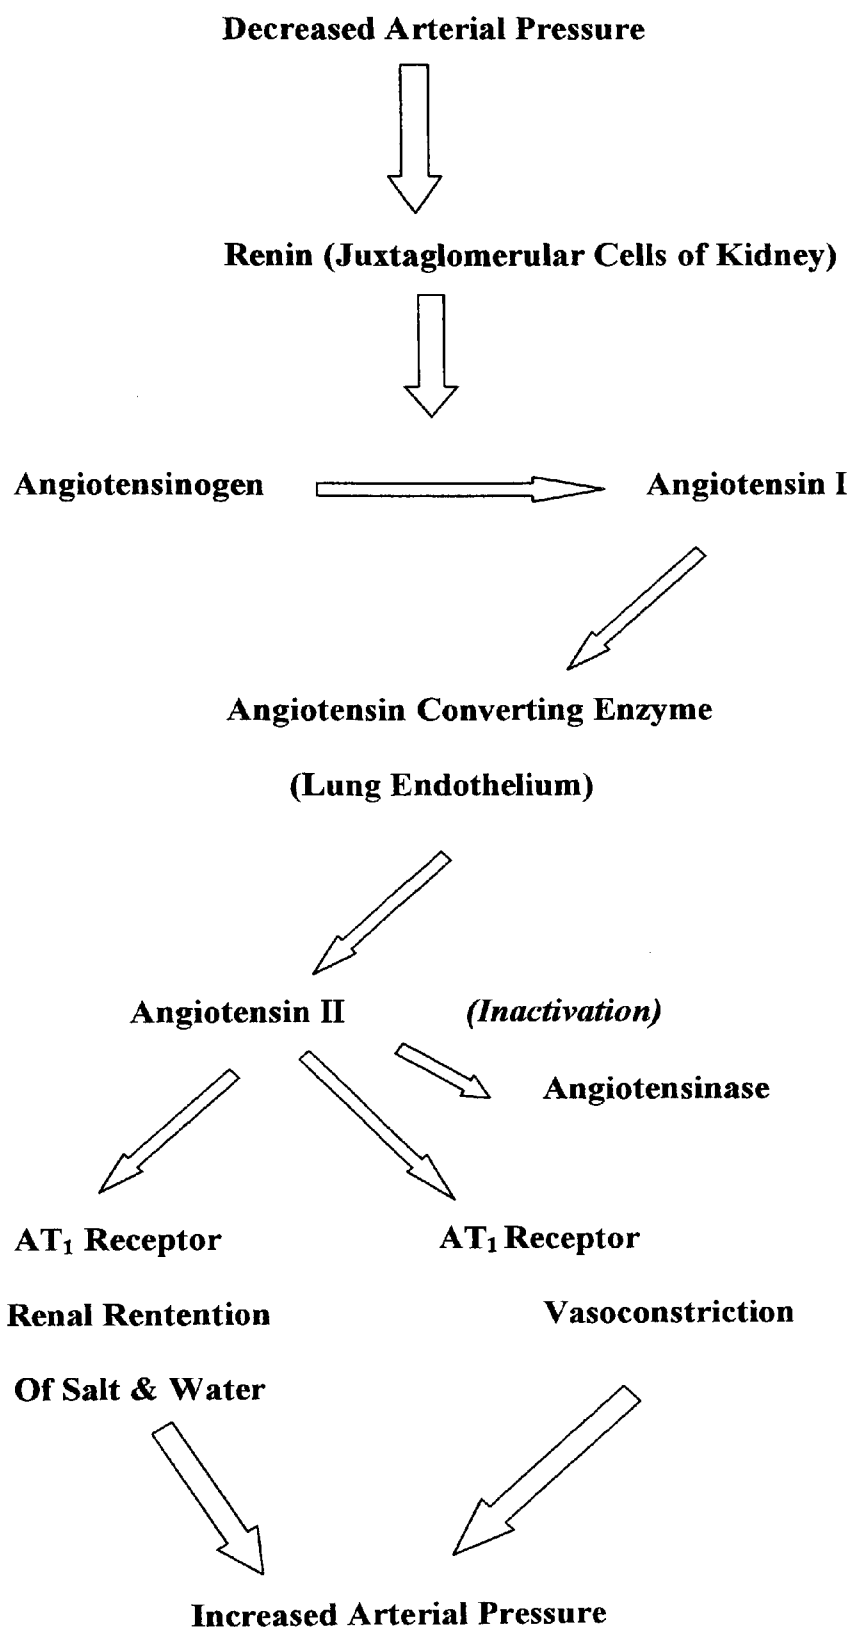 Decreased Arterial Pressure
Renin (Juxtaglomerular Cells of Kidney)
Angiotensinogen
Angiotensin I
Angiotensin Converting Enzyme
(Lung Endothelium)
Angiotensin II
(Inactivation)
Angiotensinase
AT₁ Receptor
AT₁ Receptor
Renal Rentention
Vasoconstriction
Of Salt & Water
Increased Arterial Pressure